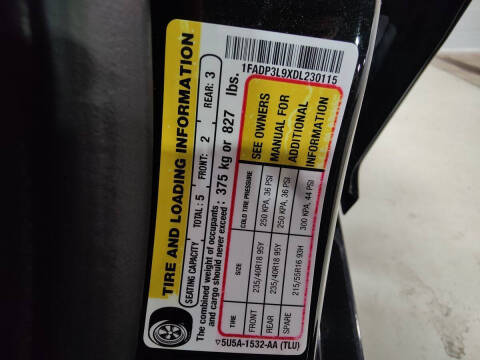 1FADP3L9XDL230115
TIRE AND LOADING INFORMATION
SEATING CAPACITY TOTAL: 5 FRONT: 2 REAR: 3
The combined weight of occupants
and cargo should never exceed: 375 kg or 827 lbs.
TIRE SIZE COLD TIRE PRESSURE SEE OWNERS
MANUAL FOR
ADDITIONAL
INFORMATION
FRONT 235/40R18 95Y 250 KPA, 36 PSI
REAR 235/40R18 95Y 250 KPA, 36 PSI
SPARE 215/55R16 93H 300 KPA, 44 PSI
▽5U5A-1532-AA (TLU)